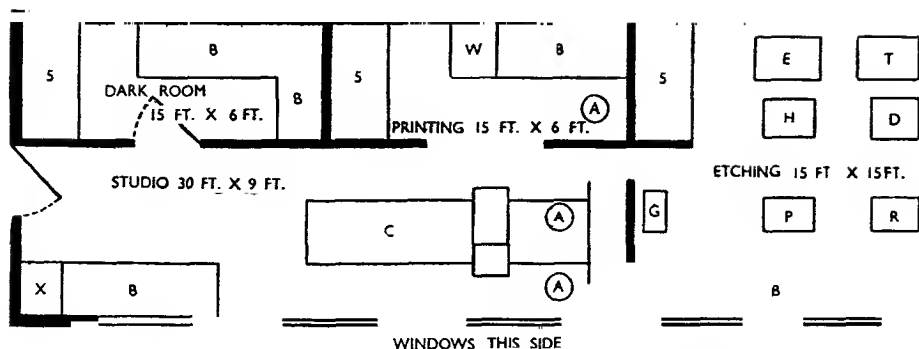 5 B 5 W B 5 E T
DARK ROOM B
15 FT. X 6 FT. A H D
PRINTING 15 FT. X 6 FT.
ETCHING 15 FT X 15FT.
STUDIO 30 FT. X 9 FT.
C A G P R
X B A B
WINDOWS THIS SIDE